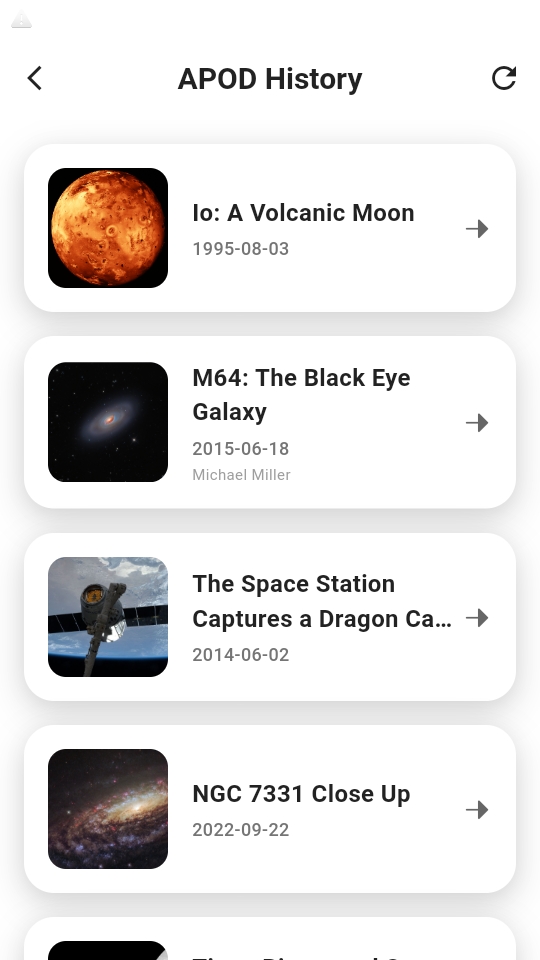 APOD History
Io: A Volcanic Moon
1995-08-03
M64: The Black Eye
Galaxy
2015-06-18
Michael Miller
The Space Station
Captures a Dragon Ca…
2014-06-02
NGC 7331 Close Up
2022-09-22